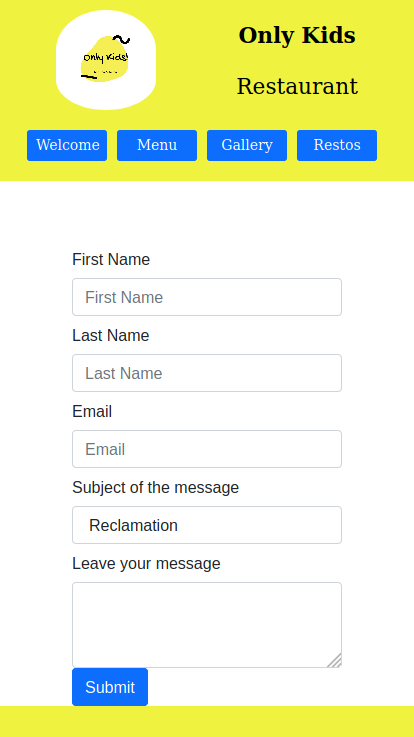 Only Kids!
Only Kids
Restaurant
Welcome Menu Gallery Restos
First Name
First Name
Last Name
Last Name
Email
Email
Subject of the message
Reclamation
Leave your message
Submit